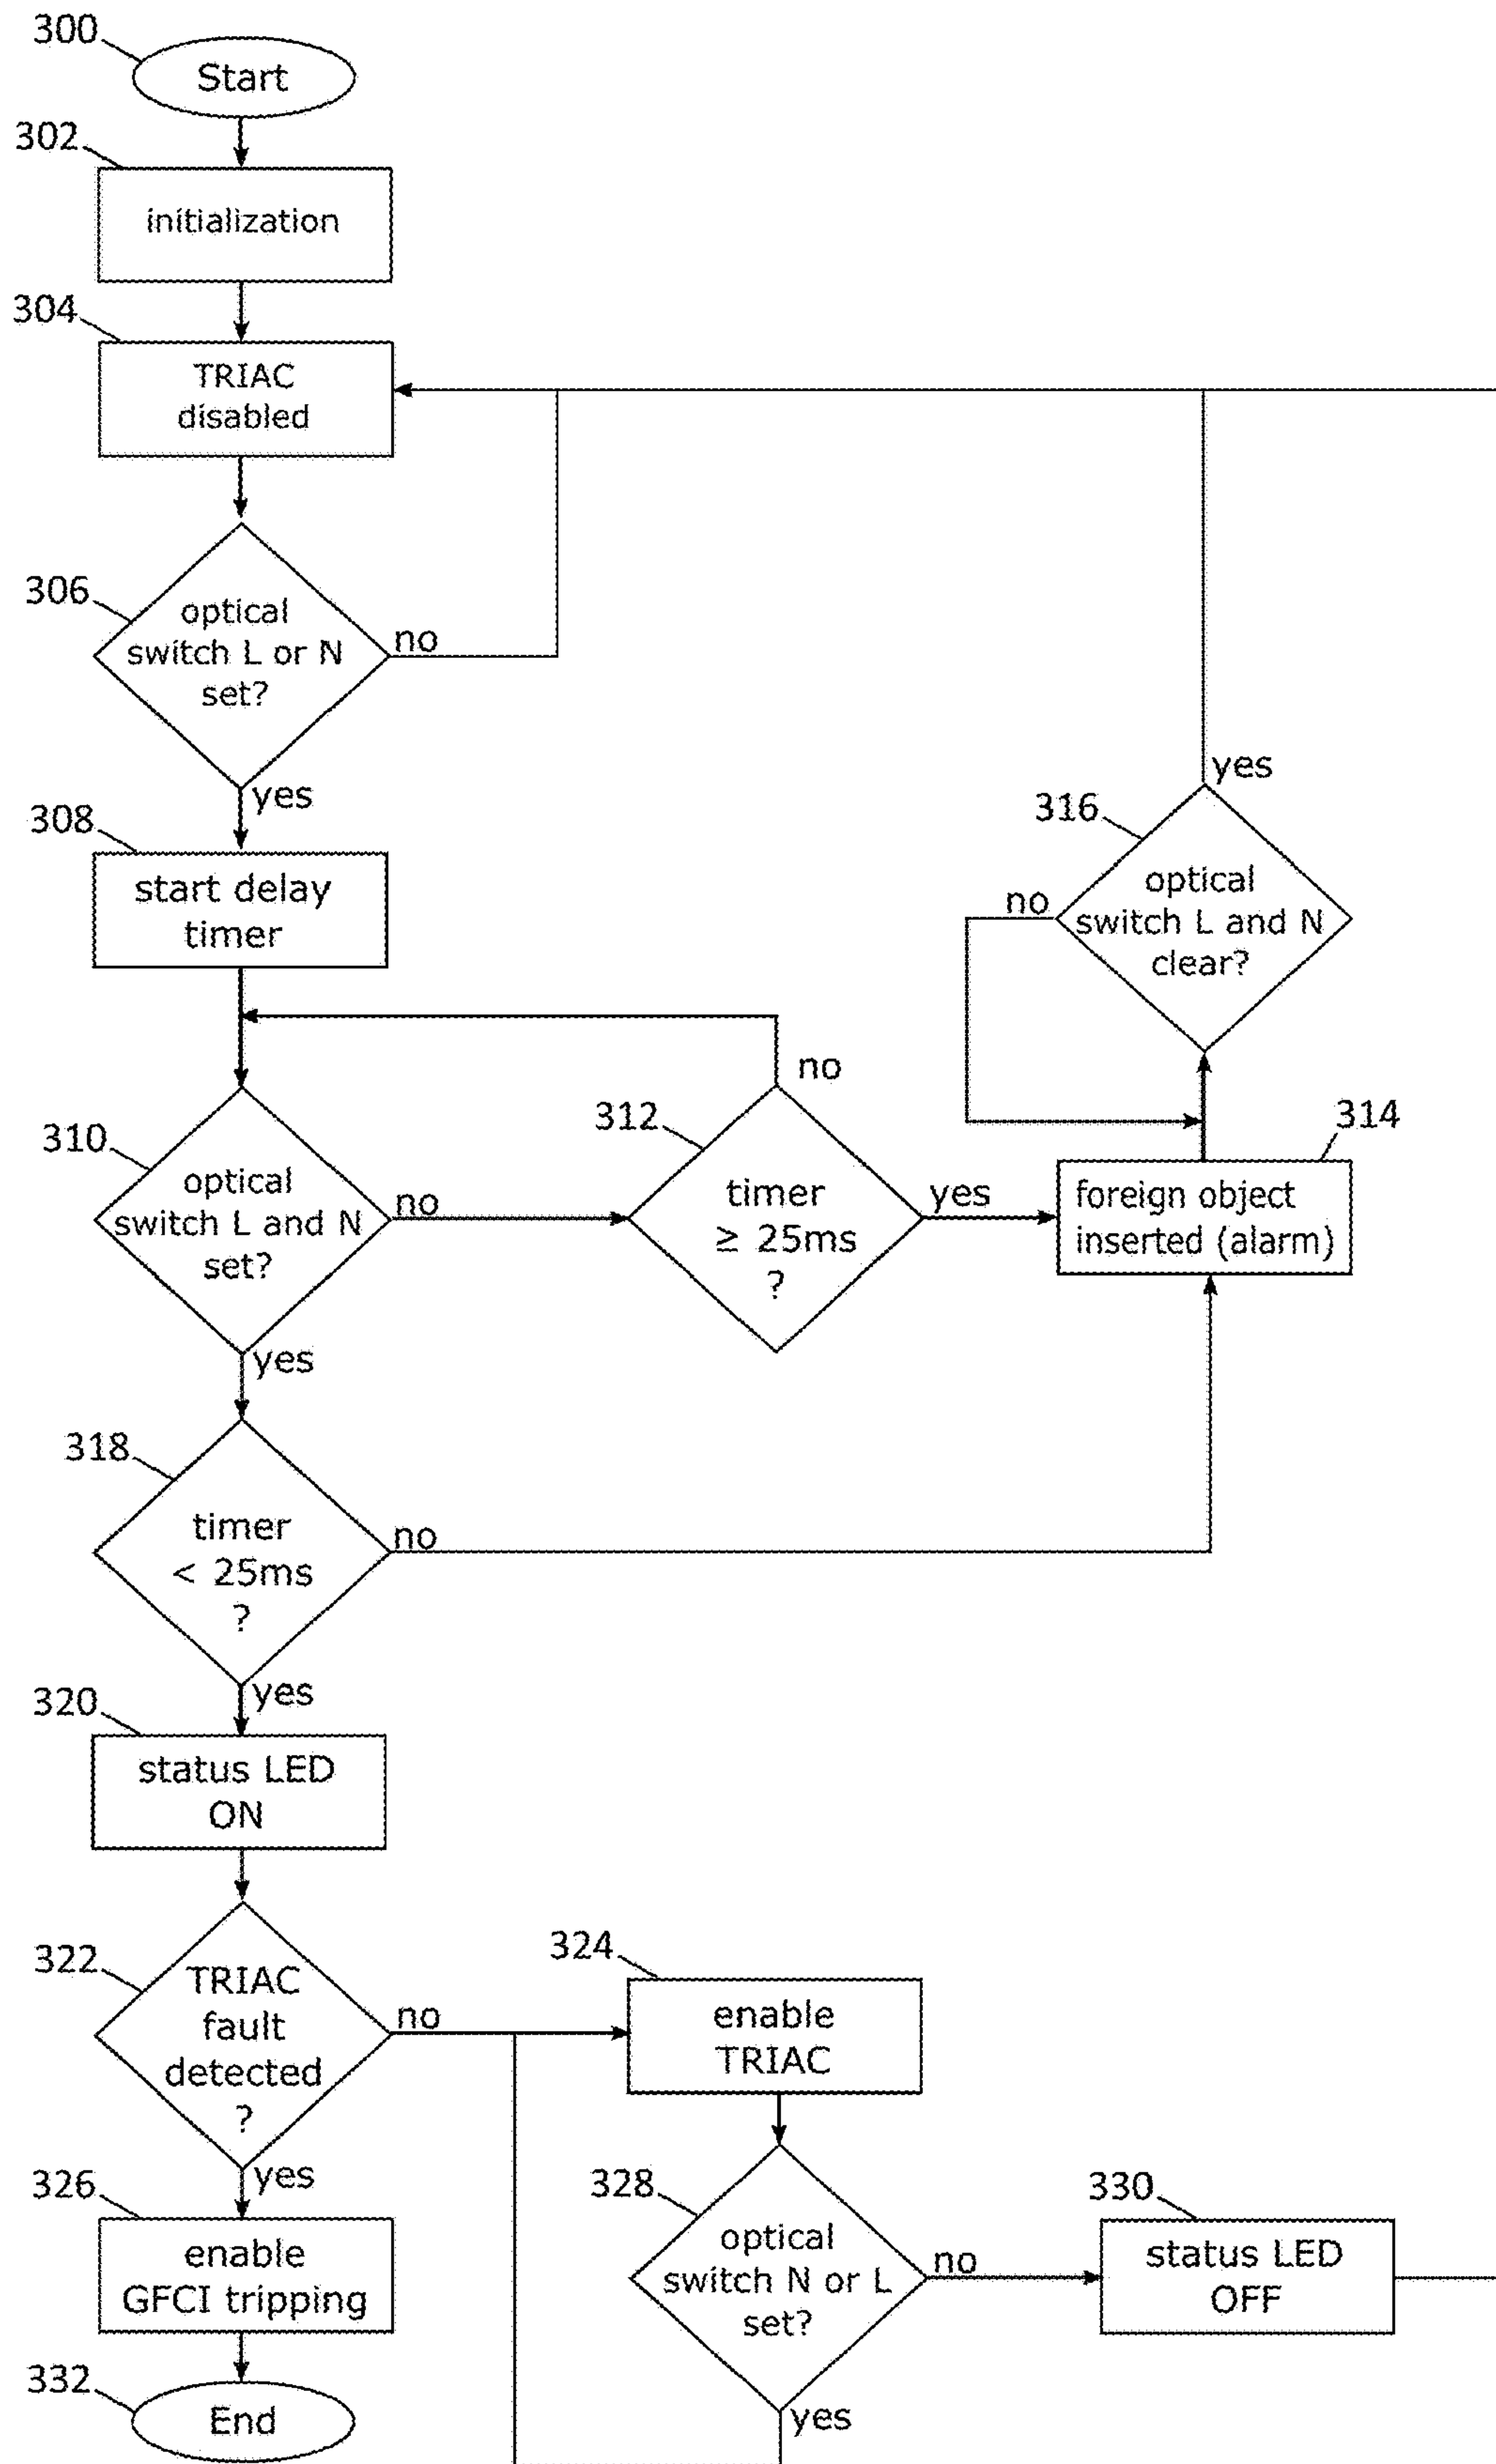 300
Start
302
initialization
304
TRIAC
disabled
306
optical
switch L or N
set?
no
yes
308
start delay
timer
310
optical
switch L and N
set?
no
yes
312
timer
≥ 25ms
?
no
yes
314
foreign object
inserted (alarm)
316
optical
switch L and N
clear?
no
yes
318
timer
< 25ms
?
no
yes
320
status LED
ON
322
TRIAC
fault
detected
?
no
yes
324
enable
TRIAC
326
enable
GFCI tripping
328
optical
switch N or L
set?
no
yes
330
status LED
OFF
332
End